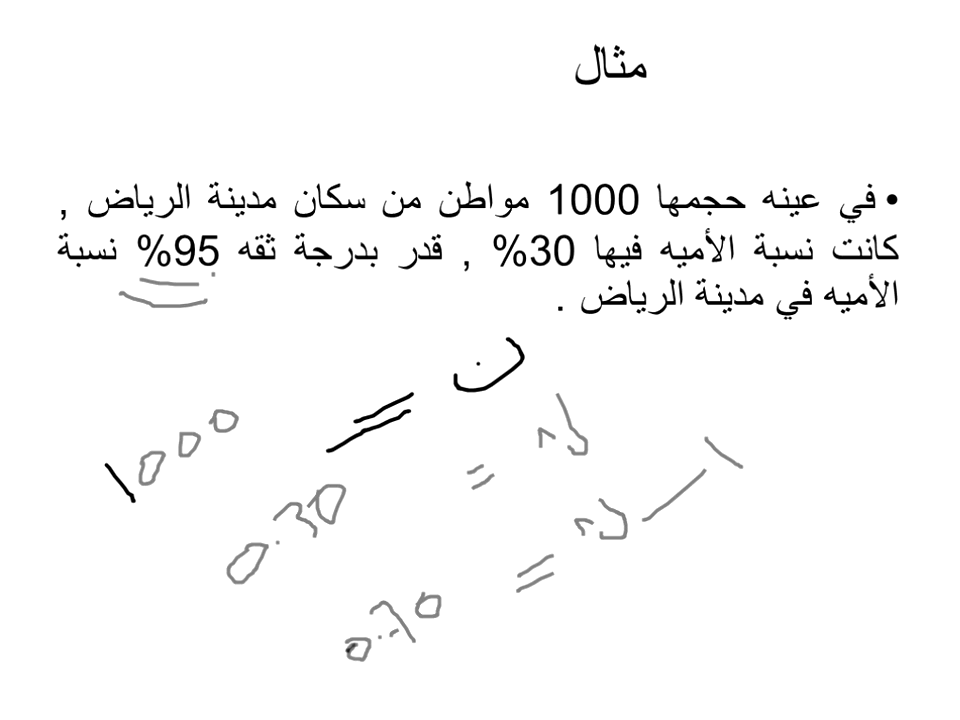 مثال
• في عينه حجمها 1000 مواطن من سكان مدينة الرياض ,
كانت نسبة الأميه فيها 30% , قدر بدرجة ثقه 95% نسبة
الأميه في مدينة الرياض .
ن = 1000
ل^ = 0.30
1 - ل^ = 0.70